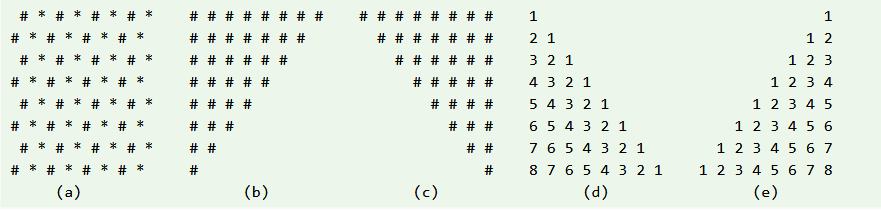 # * # * # * # *    # # # # # # # #    # # # # # # # #    1                                  1
# * # * # * # *     # # # # # # #        # # # # # # #    2 1                              1 2
 # * # * # * # *    # # # # # #            # # # # # #    3 2 1                          1 2 3
# * # * # * # *     # # # # #                # # # # #    4 3 2 1                      1 2 3 4
 # * # * # * # *    # # # #                    # # # #    5 4 3 2 1                  1 2 3 4 5
# * # * # * # *     # # #                        # # #    6 5 4 3 2 1              1 2 3 4 5 6
 # * # * # * # *    # #                            # #    7 6 5 4 3 2 1          1 2 3 4 5 6 7
# * # * # * # *     #                                #    8 7 6 5 4 3 2 1    1 2 3 4 5 6 7 8
(a) (b) (c) (d) (e)